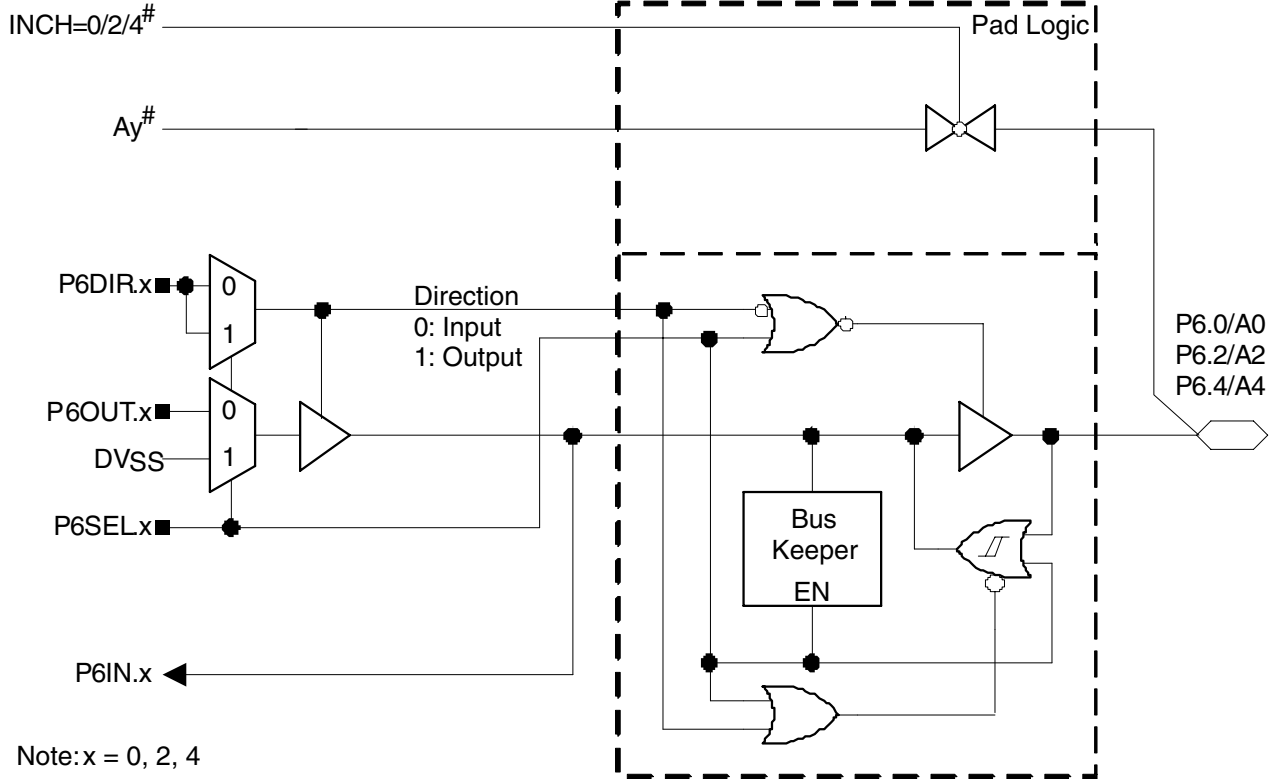 INCH=0/2/4#
Pad Logic
Ay#
P6DIR.x
0
1
Direction
0: Input
1: Output
P6.0/A0
P6.2/A2
P6.4/A4
P6OUT.x
0
DVSS
1
P6SEL.x
Bus
Keeper
EN
P6IN.x
Note: x = 0, 2, 4